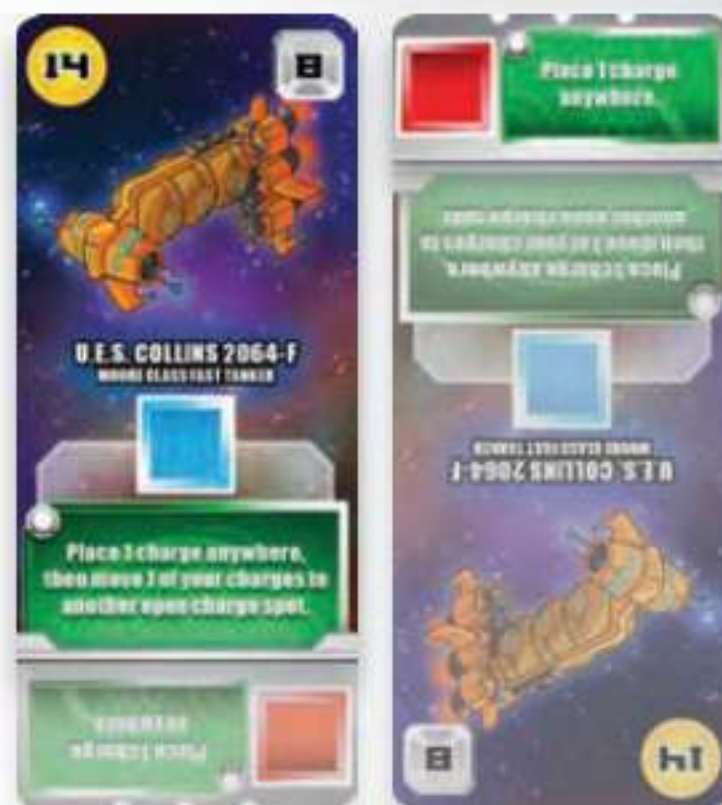 14
8
U.E.S. COLLINS 2064-F
MOORE CLASS FAST TANKER
Place 1 charge anywhere,
then move 1 of your charges to
another open charge spot.
Place 1 charge
anywhere.
Place 1 charge
anywhere.
Place 1 charge anywhere,
then move 1 of your charges to
another open charge spot.
U.E.S. COLLINS 2064-F
MOORE CLASS FAST TANKER
8
14